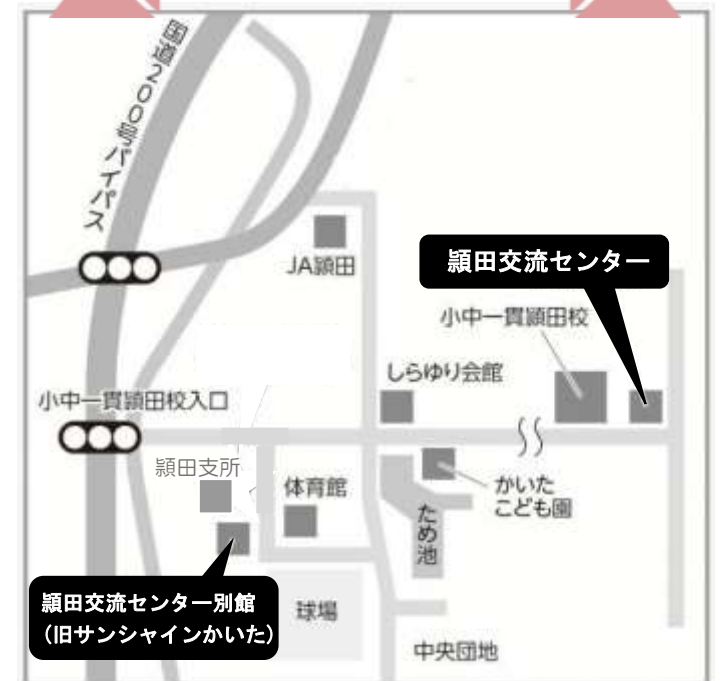 国道200号バイパス
JA頴田
頴田交流センター
小中一貫頴田校
しらゆり会館
小中一貫頴田校入口
頴田支所
体育館
かいた
こども園
ため池
頴田交流センター別館
(旧サンシャインかいた)
球場
中央団地